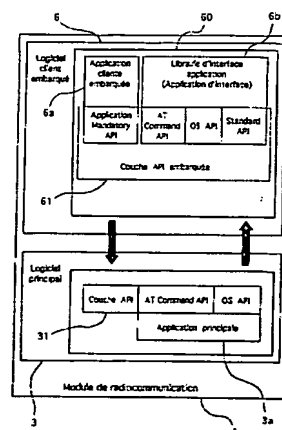 6
60
6b
Logiciel
client
embarqué
Application
cliente
embarquée
Librairie d'interface
application
(Application d'interface)
6a
Application
Mandatory
API
AT
Command
API
OS API
Standard
API
Couche API embarquée
61
Logiciel
principal
Couche API
AT Command API
OS API
31
Application principale
Module de radiocommunication
3
3a